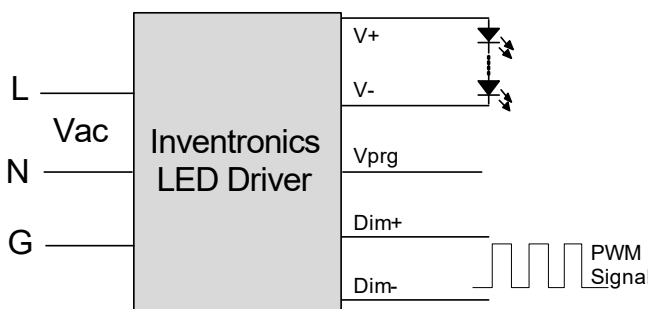 L
Vac
N
G
Inventronics
LED Driver
V+
V-
Vprg
Dim+
Dim-
PWM
Signal